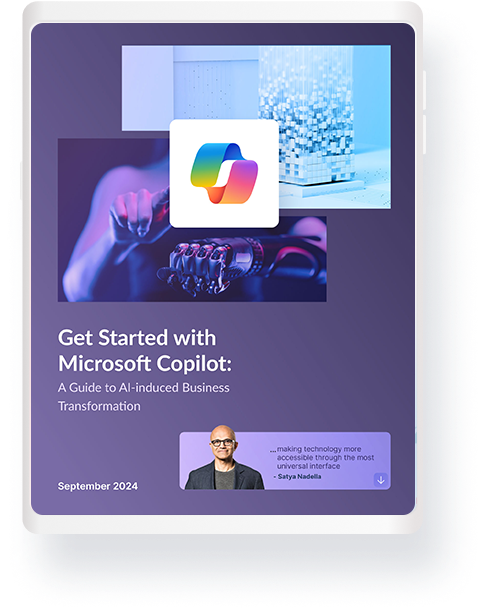 Get Started with
Microsoft Copilot:
A Guide to AI-induced Business
Transformation
...making technology more
accessible through the most
universal interface
- Satya Nadella
September 2024